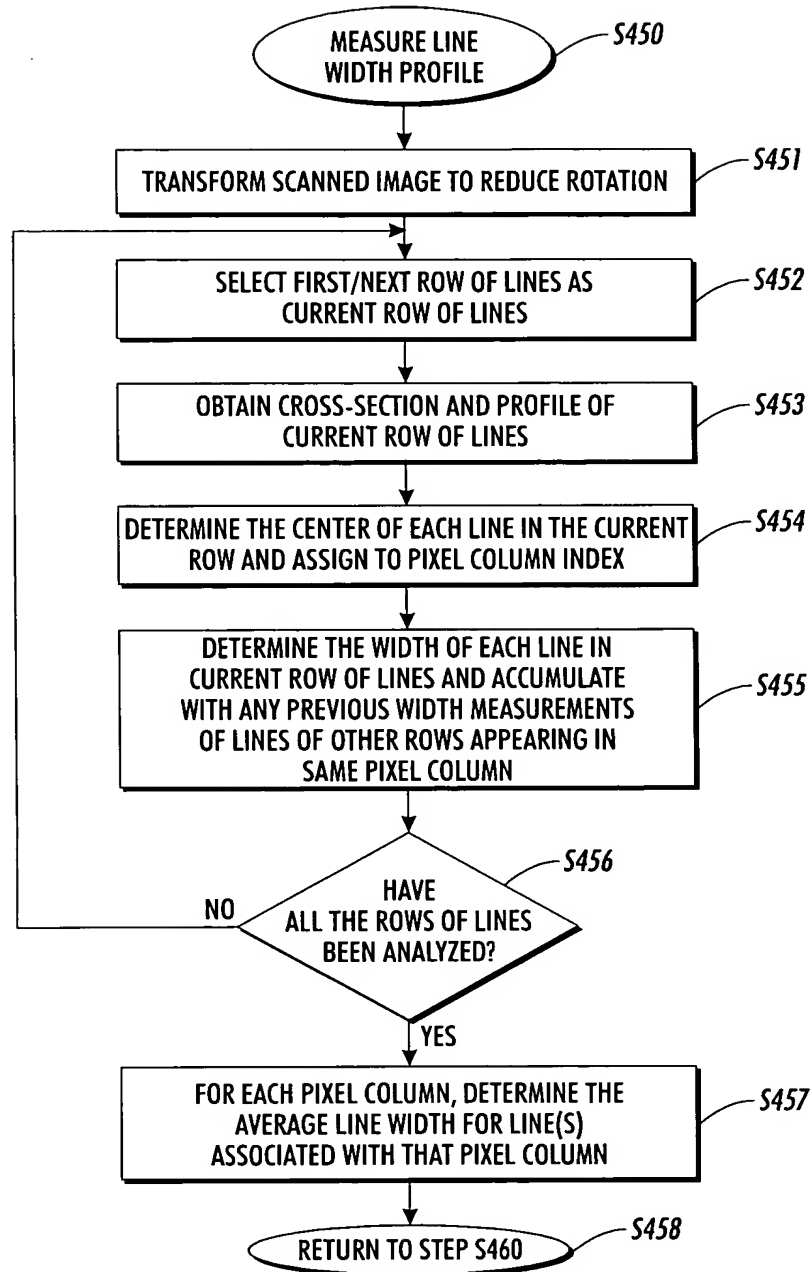 MEASURE LINE
WIDTH PROFILE
S450
TRANSFORM SCANNED IMAGE TO REDUCE ROTATION
S451
SELECT FIRST/NEXT ROW OF LINES AS
CURRENT ROW OF LINES
S452
OBTAIN CROSS-SECTION AND PROFILE OF
CURRENT ROW OF LINES
S453
DETERMINE THE CENTER OF EACH LINE IN THE CURRENT
ROW AND ASSIGN TO PIXEL COLUMN INDEX
S454
DETERMINE THE WIDTH OF EACH LINE IN
CURRENT ROW OF LINES AND ACCUMULATE
WITH ANY PREVIOUS WIDTH MEASUREMENTS
OF LINES OF OTHER ROWS APPEARING IN
SAME PIXEL COLUMN
S455
HAVE
ALL THE ROWS OF LINES
BEEN ANALYZED?
S456
NO
YES
FOR EACH PIXEL COLUMN, DETERMINE THE
AVERAGE LINE WIDTH FOR LINE(S)
ASSOCIATED WITH THAT PIXEL COLUMN
S457
RETURN TO STEP S460
S458